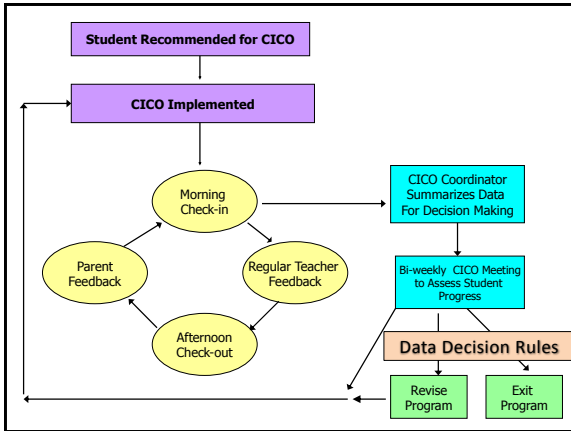 Student Recommended for CICO
CICO Implemented
Morning
Check-in
CICO Coordinator
Summarizes Data
For Decision Making
Parent
Feedback
Regular Teacher
Feedback
Bi-weekly CICO Meeting
to Assess Student
Progress
Afternoon
Check-out
Data Decision Rules
Revise
Program
Exit
Program